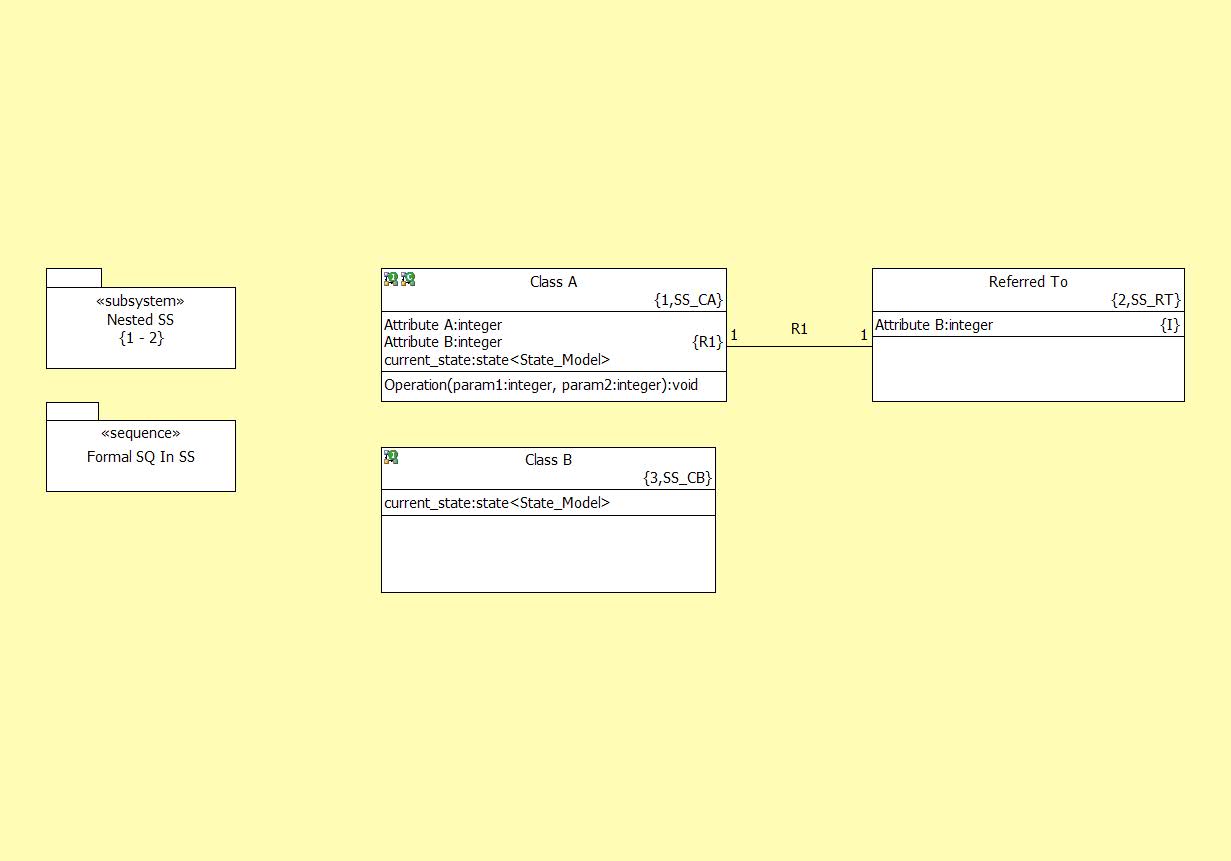 «subsystem»
Nested SS
{1 - 2}
«sequence»
Formal SQ In SS
Class A
{1,SS_CA}
Attribute A:integer
Attribute B:integer {R1}
current_state:state<State_Model>
Operation(param1:integer, param2:integer):void
1 R1 1
Referred To
{2,SS_RT}
Attribute B:integer {I}
Class B
{3,SS_CB}
current_state:state<State_Model>